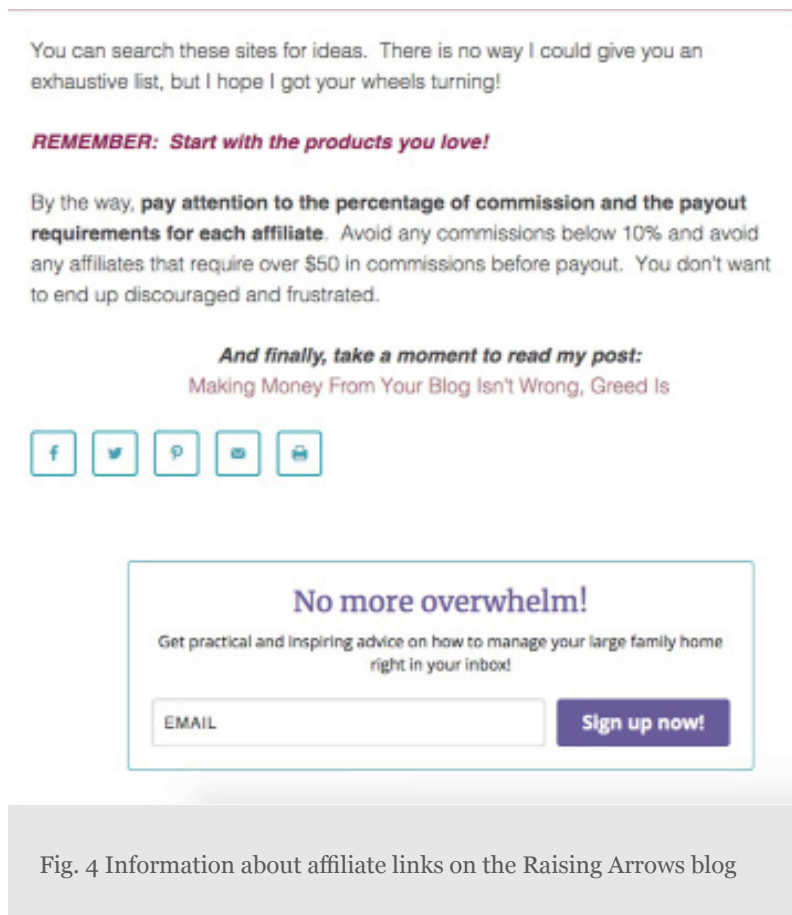 You can search these sites for ideas.  There is no way I could give you an
exhaustive list, but I hope I got your wheels turning!
REMEMBER:  Start with the products you love!
By the way, pay attention to the percentage of commission and the payout
requirements for each affiliate.  Avoid any commissions below 10% and avoid
any affiliates that require over $50 in commissions before payout.  You don't want
to end up discouraged and frustrated.
And finally, take a moment to read my post:
Making Money From Your Blog Isn't Wrong, Greed Is
No more overwhelm!
Get practical and inspiring advice on how to manage your large family home
right in your inbox!
EMAIL
Sign up now!
Fig. 4 Information about affiliate links on the Raising Arrows blog